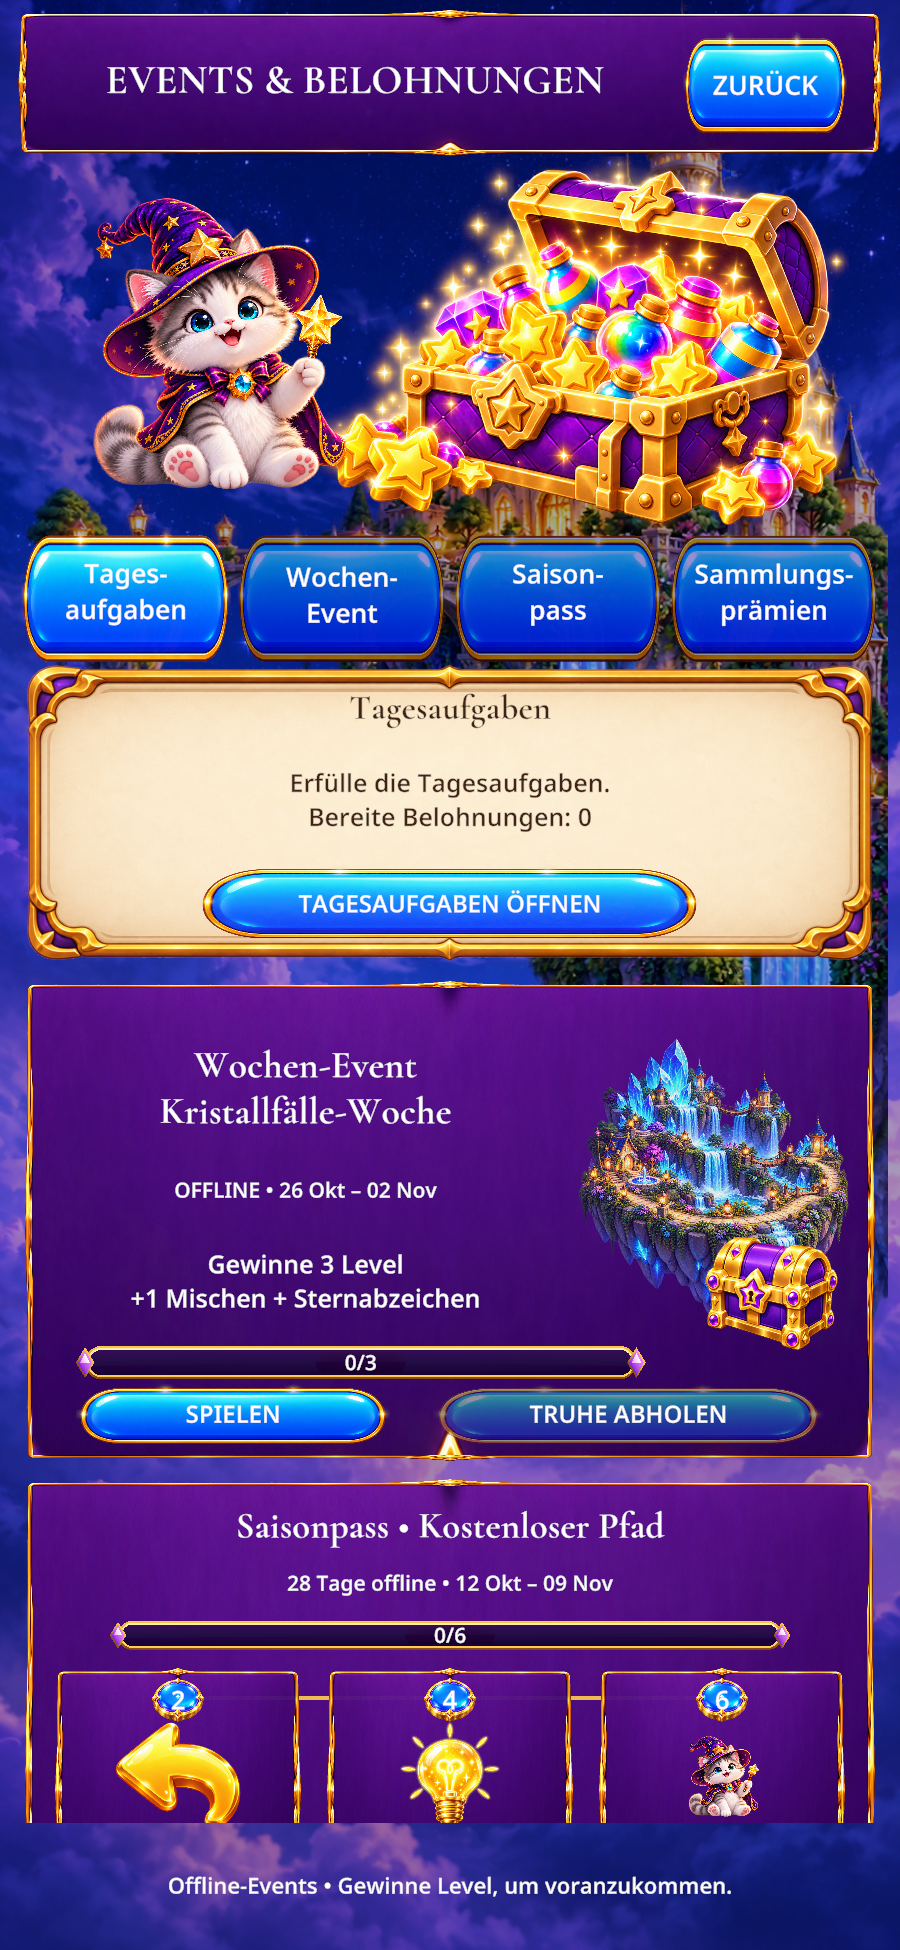 EVENTS & BELOHNUNGEN
ZURÜCK
Tages-
aufgaben
Wochen-
Event
Saison-
pass
Sammlungs-
prämien
Tagesaufgaben
Erfülle die Tagesaufgaben.
Bereite Belohnungen: 0
TAGESAUFGABEN ÖFFNEN
Wochen-Event
Kristallfälle-Woche
OFFLINE • 26 Okt – 02 Nov
Gewinne 3 Level
+1 Mischen + Sternabzeichen
0/3
SPIELEN
TRUHE ABHOLEN
Saisonpass • Kostenloser Pfad
28 Tage offline • 12 Okt – 09 Nov
0/6
2
4
6
Offline-Events • Gewinne Level, um voranzukommen.